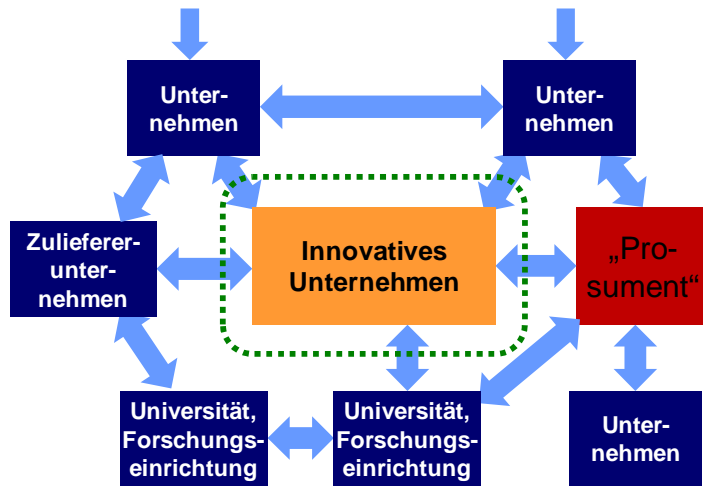 Unter-
nehmen
Unter-
nehmen
Zulieferer-
unter-
nehmen
Innovatives
Unternehmen
„Pro-
sument“
Universität,
Forschungs-
einrichtung
Universität,
Forschungs-
einrichtung
Unter-
nehmen